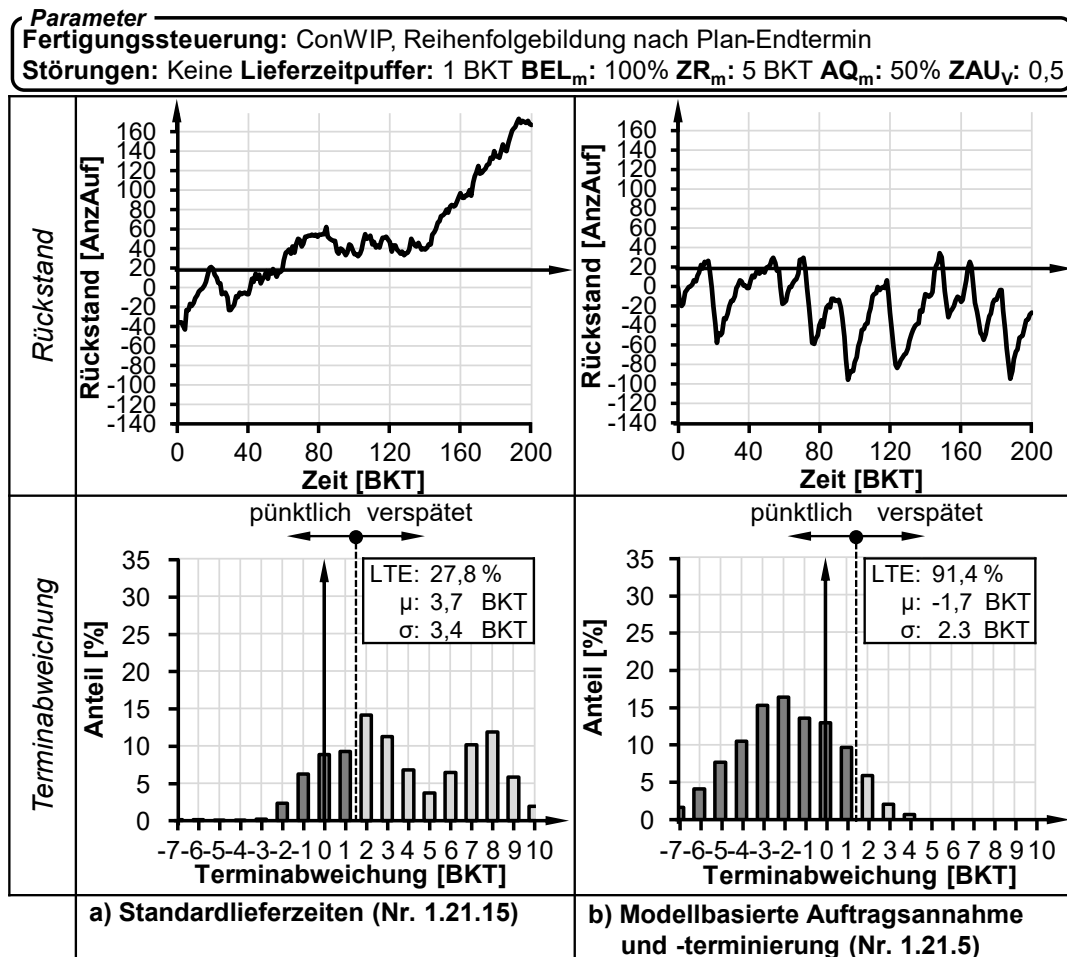 Parameter
Fertigungssteuerung: ConWIP, Reihenfolgebildung nach Plan-Endtermin
Störungen: Keine Lieferzeitpuffer: 1 BKT BELm: 100% ZRm: 5 BKT AQm: 50% ZAUV: 0,5
Rückstand
Rückstand [AnzAuf]
160
140
120
100
80
60
40
20
0
-20
-40
-60
-80
-100
-120
-140
0 40 80 120 160 200
Zeit [BKT]
Rückstand [AnzAuf]
160
140
120
100
80
60
40
20
0
-20
-40
-60
-80
-100
-120
-140
0 40 80 120 160 200
Zeit [BKT]
Terminabweichung
pünktlich verspätet
Anteil [%]
35
30
25
20
15
10
5
0
LTE: 27,8 %
µ: 3,7 BKT
σ: 3,4 BKT
-7 -6 -5 -4 -3 -2 -1 0 1 2 3 4 5 6 7 8 9 10
Terminabweichung [BKT]
pünktlich verspätet
Anteil [%]
35
30
25
20
15
10
5
0
LTE: 91,4 %
µ: -1,7 BKT
σ: 2.3 BKT
-7 -6 -5 -4 -3 -2 -1 0 1 2 3 4 5 6 7 8 9 10
Terminabweichung [BKT]
a) Standardlieferzeiten (Nr. 1.21.15)
b) Modellbasierte Auftragsannahme
und -terminierung (Nr. 1.21.5)